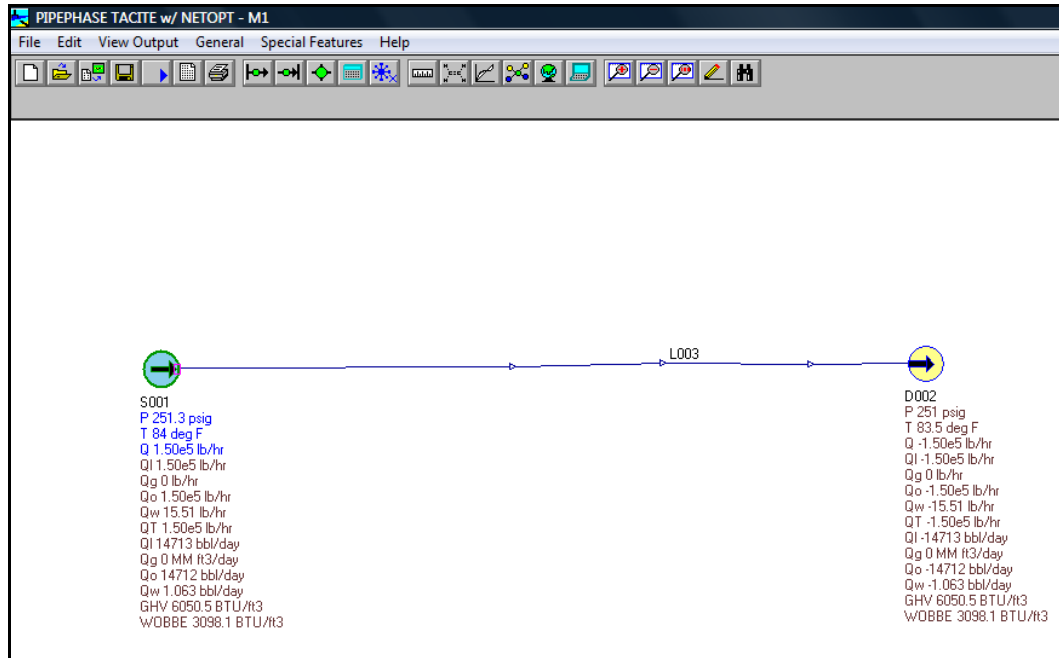 PIPEPHASE TACITE w/ NETOPT - M1
File Edit View Output General Special Features Help
L003
S001
P 251.3 psig
T 84 deg F
Q 1.50e5 lb/hr
Ql 1.50e5 lb/hr
Qg 0 lb/hr
Qo 1.50e5 lb/hr
Qw 15.51 lb/hr
QT 1.50e5 lb/hr
Ql 14713 bbl/day
Qg 0 MM ft3/day
Qo 14712 bbl/day
Qw 1.063 bbl/day
GHV 6050.5 BTU/ft3
WOBBE 3098.1 BTU/ft3
D002
P 251 psig
T 83.5 deg F
Q -1.50e5 lb/hr
Ql -1.50e5 lb/hr
Qg 0 lb/hr
Qo -1.50e5 lb/hr
Qw -15.51 lb/hr
QT -1.50e5 lb/hr
Ql -14713 bbl/day
Qg 0 MM ft3/day
Qo -14712 bbl/day
Qw -1.063 bbl/day
GHV 6050.5 BTU/ft3
WOBBE 3098.1 BTU/ft3